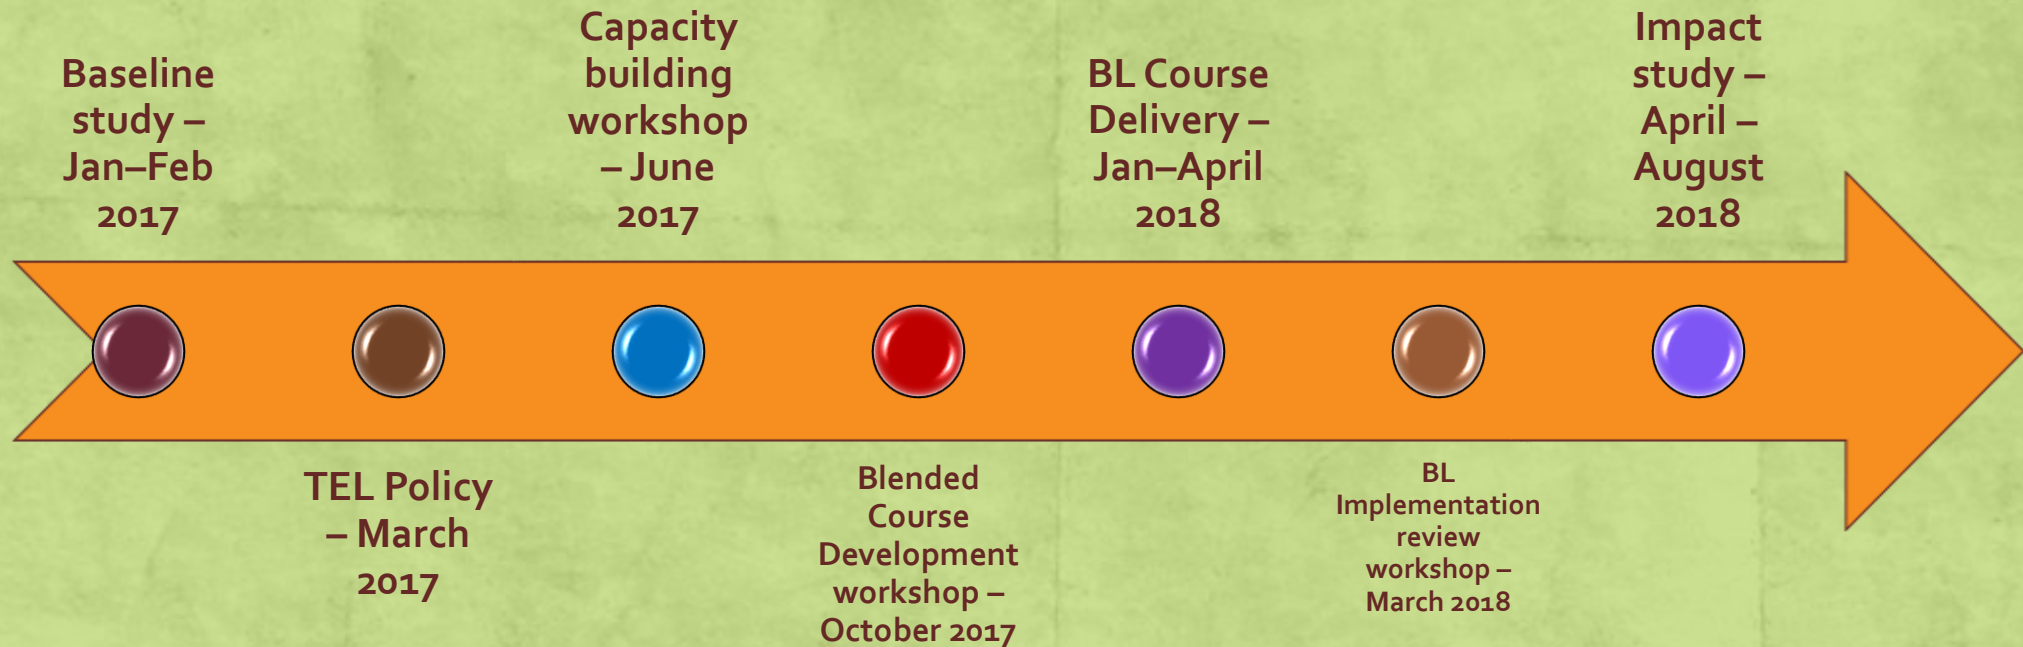 Baseline
study –
Jan–Feb
2017
TEL Policy
– March
2017
Capacity
building
workshop
– June
2017
Blended
Course
Development
workshop –
October 2017
BL Course
Delivery –
Jan–April
2018
BL
Implementation
review
workshop –
March 2018
Impact
study –
April –
August
2018